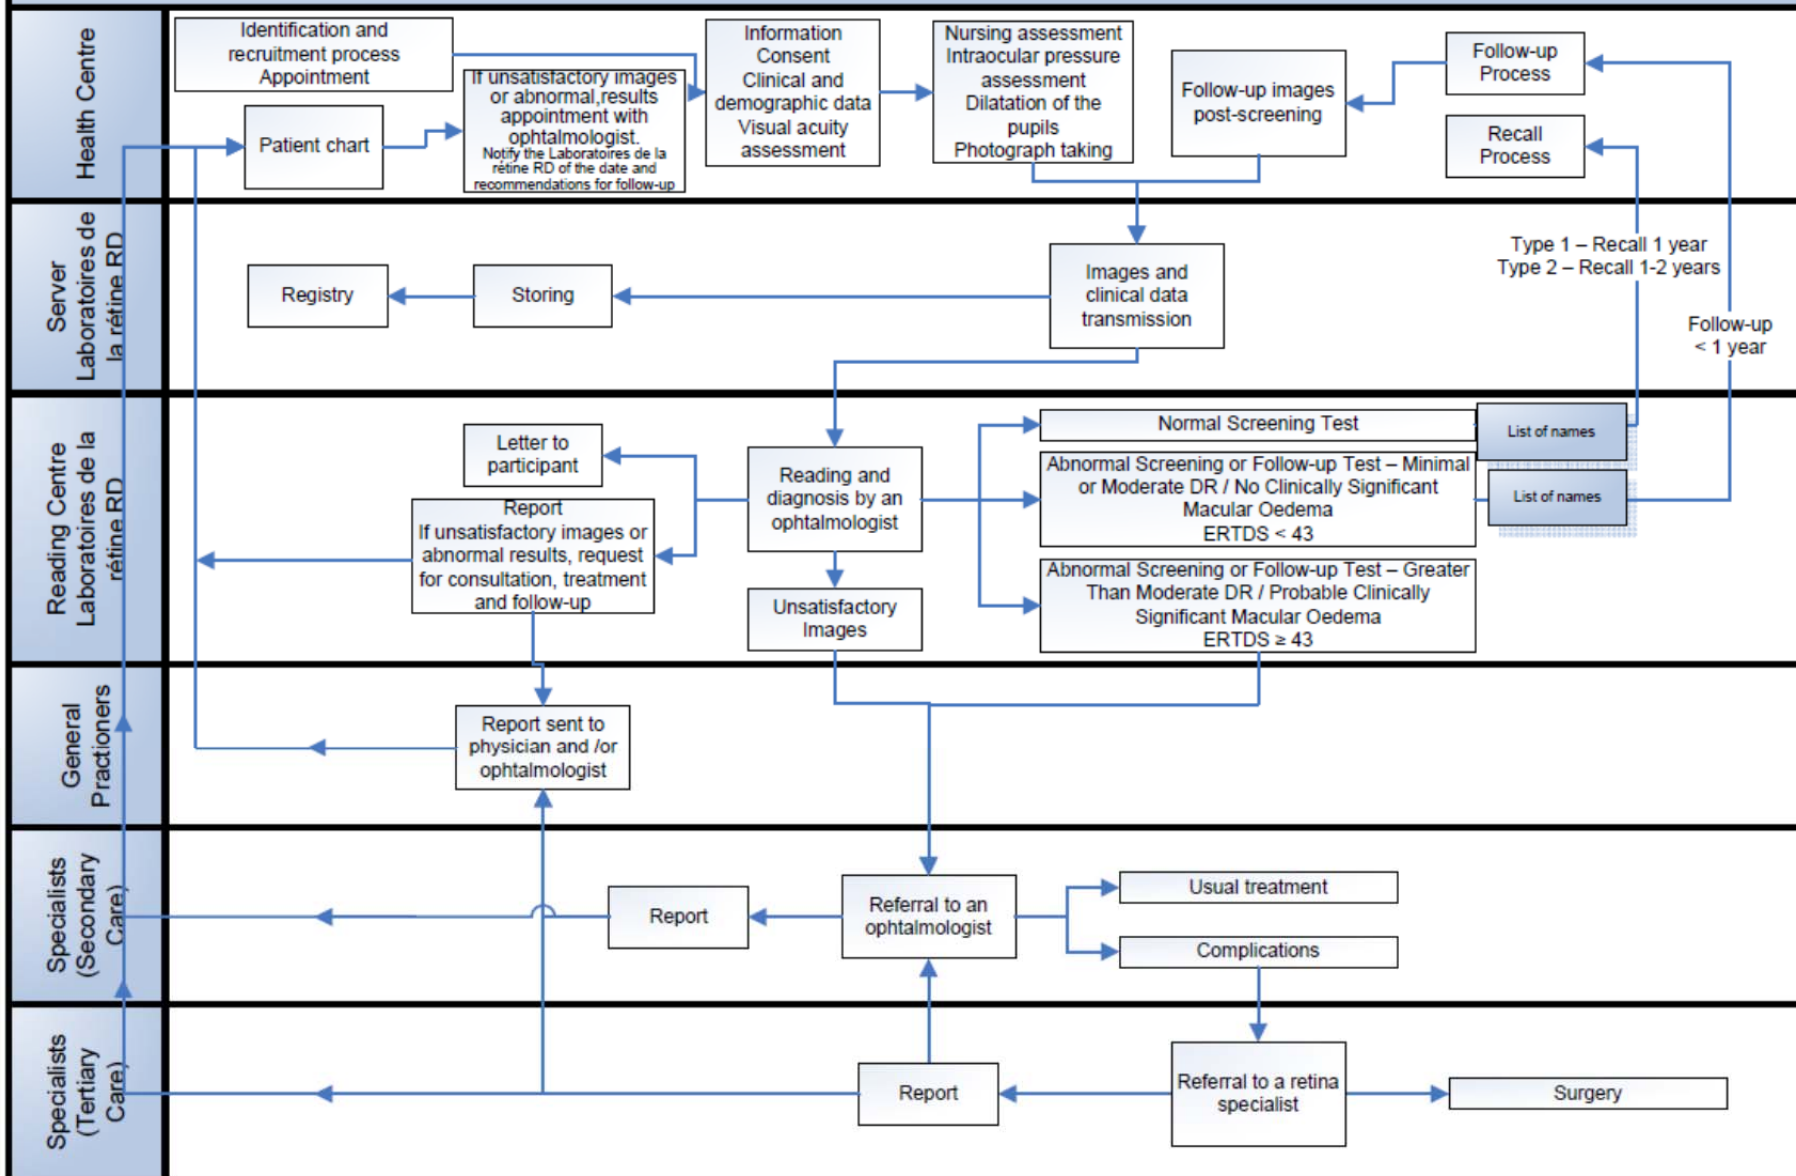 Health Centre
Identification and
recruitment process
Appointment
Patient chart
If unsatisfactory images
or abnormal,results
appointment with
ophtalmologist.
Notify the Laboratoires de la
rétine RD of the date and
recommendations for follow-up
Information
Consent
Clinical and
demographic data
Visual acuity
assessment
Nursing assessment
Intraocular pressure
assessment
Dilatation of the
pupils
Photograph taking
Follow-up images
post-screening
Follow-up
Process
Recall
Process
Server
Laboratoires de
la rétine RD
Registry
Storing
Images and
clinical data
transmission
Type 1 – Recall 1 year
Type 2 – Recall 1-2 years
Follow-up
< 1 year
Reading Centre
Laboratoires de la
rétine RD
Letter to
participant
Report
If unsatisfactory images or
abnormal results, request
for consultation, treatment
and follow-up
Reading and
diagnosis by an
ophtalmologist
Unsatisfactory
Images
Normal Screening Test
List of names
Abnormal Screening or Follow-up Test – Minimal
or Moderate DR / No Clinically Significant
Macular Oedema
ERTDS < 43
List of names
Abnormal Screening or Follow-up Test – Greater
Than Moderate DR / Probable Clinically
Significant Macular Oedema
ERTDS ≥ 43
General
Practioners
Report sent to
physician and /or
ophtalmologist
Specialists
(Secondary
Care)
Report
Referral to an
ophtalmologist
Usual treatment
Complications
Specialists
(Tertiary
Care)
Report
Referral to a retina
specialist
Surgery